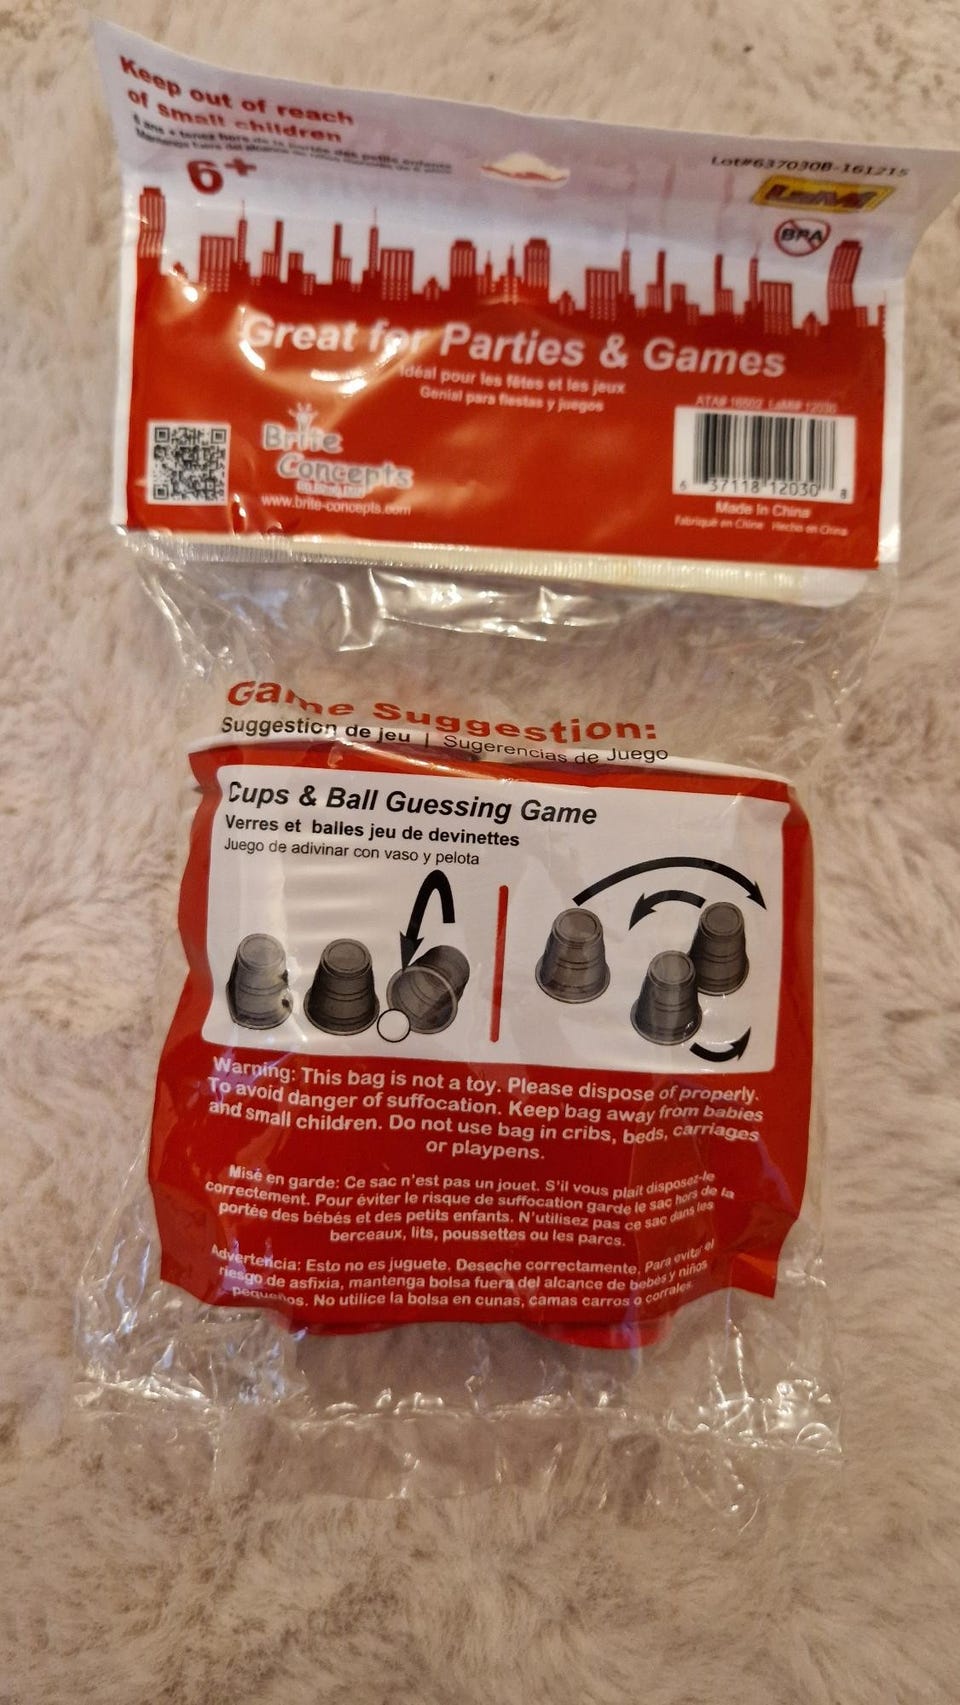 Keep out of reach
of small children
6+
Lot#637030B-161215
LaMi
BPA
Great for Parties & Games
Idéal pour les fêtes et les jeux
Genial para fiestas y juegos
Brite
Concepts
www.brite-concepts.com
6 37118 12030 8
Made In China
Fabriqué en Chine Hecho en China
Game Suggestion:
Suggestion de jeu | Sugerencias de Juego
Cups & Ball Guessing Game
Verres et balles jeu de devinettes
Juego de adivinar con vaso y pelota
Warning: This bag is not a toy. Please dispose of properly.
To avoid danger of suffocation. Keep bag away from babies
and small children. Do not use bag in cribs, beds, carriages
or playpens.
Misé en garde: Ce sac n'est pas un jouet. S'il vous plait disposez-le
correctement. Pour éviter le risque de suffocation garde le sac hors de la
portée des bébés et des petits enfants. N'utilisez pas ce sac dans les
berceaux, lits, poussettes ou les parcs.
Advertencia: Esto no es juguete. Deseche correctamente. Para evitar el
riesgo de asfixia, mantenga bolsa fuera del alcance de bebés y niños
pequeños. No utilice la bolsa en cunas, camas carros o corrales.